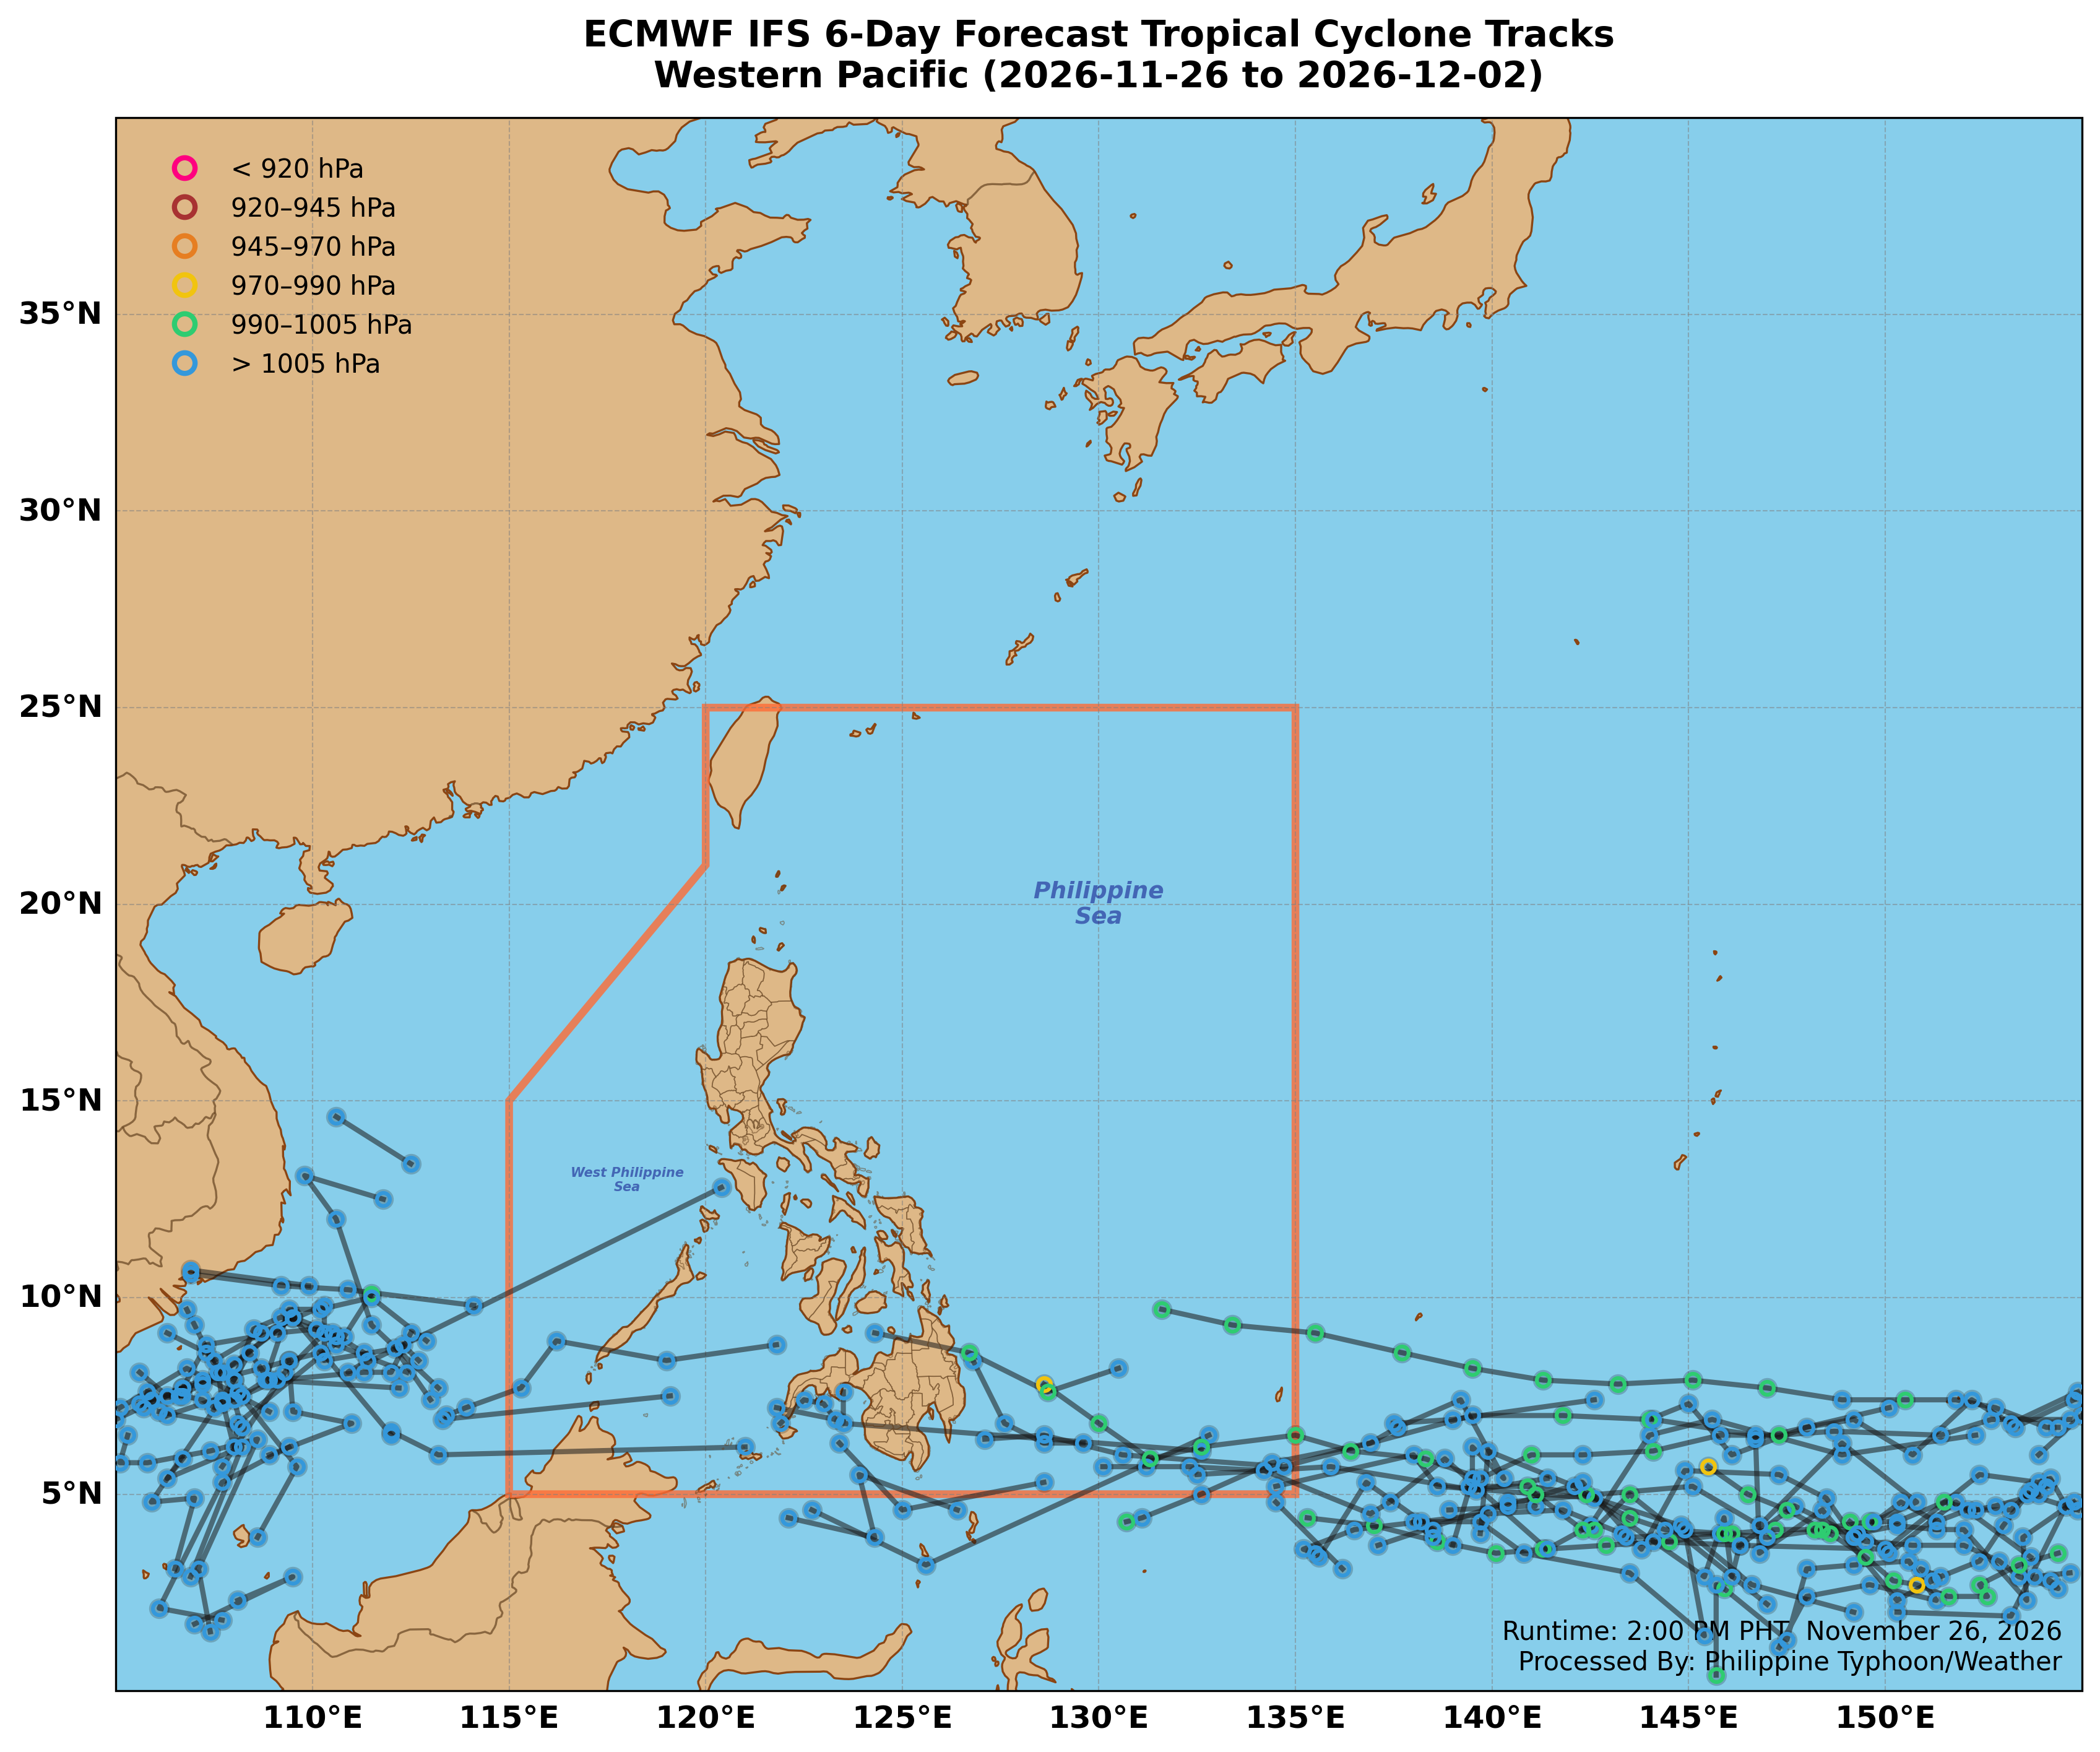 ECMWF IFS 6-Day Forecast Tropical Cyclone Tracks
Western Pacific (2026-11-26 to 2026-12-02)
< 920 hPa
920–945 hPa
945–970 hPa
970–990 hPa
990–1005 hPa
> 1005 hPa
35°N
30°N
25°N
20°N
15°N
10°N
5°N
Philippine
Sea
West Philippine
Sea
Runtime: 2:00 PM PHT, November 26, 2026
Processed By: Philippine Typhoon/Weather
110°E
115°E
120°E
125°E
130°E
135°E
140°E
145°E
150°E